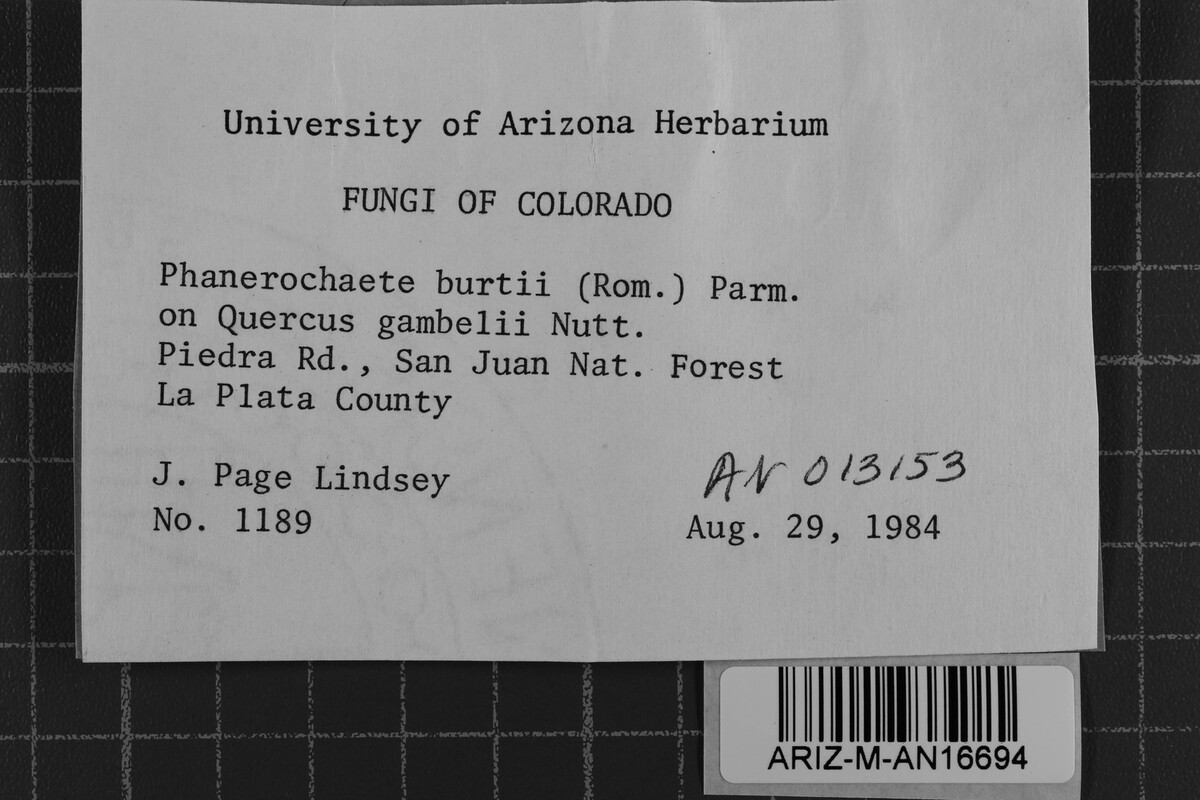 University of Arizona Herbarium
FUNGI OF COLORADO
Phanerochaete burtii (Rom.) Parm.
on Quercus gambelii Nutt.
Piedra Rd., San Juan Nat. Forest
La Plata County
J. Page Lindsey
AN 013153
No. 1189
Aug. 29, 1984
ARIZ-M-AN16694